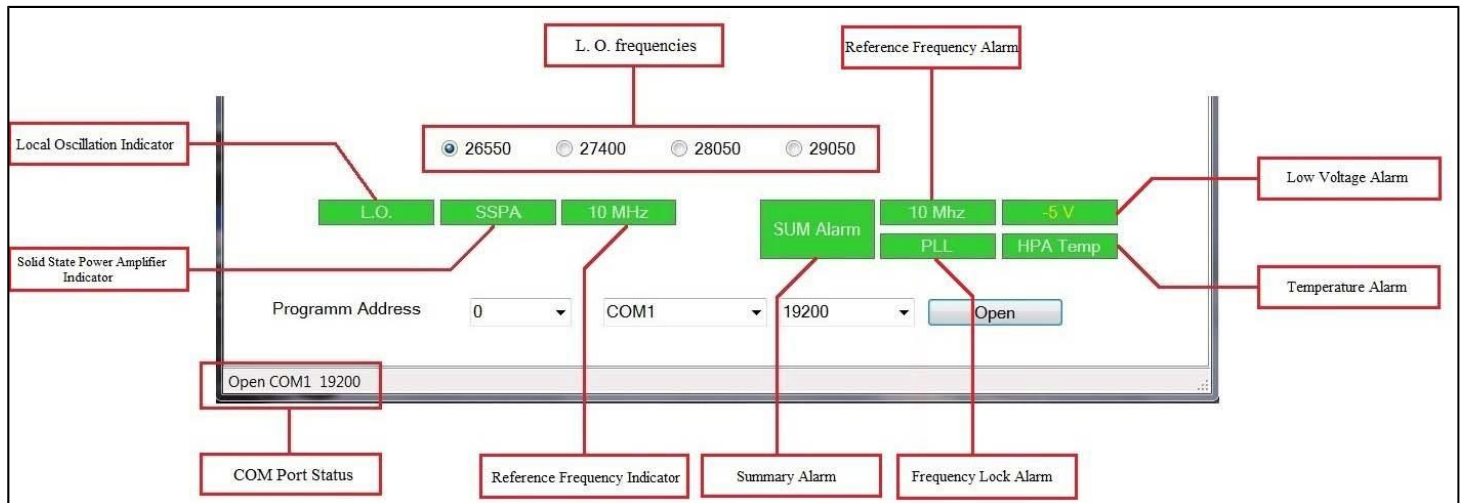 L. O. frequencies
Reference Frequency Alarm
Local Oscillation Indicator
26550 27400 28050 29050
Low Voltage Alarm
L.O. SSPA 10 MHz SUM Alarm 10 Mhz -5 V
PLL HPA Temp
Solid State Power Amplifier
Indicator
Temperature Alarm
Programm Address 0 COM1 19200 Open
Open COM1 19200
COM Port Status
Reference Frequency Indicator
Summary Alarm
Frequency Lock Alarm